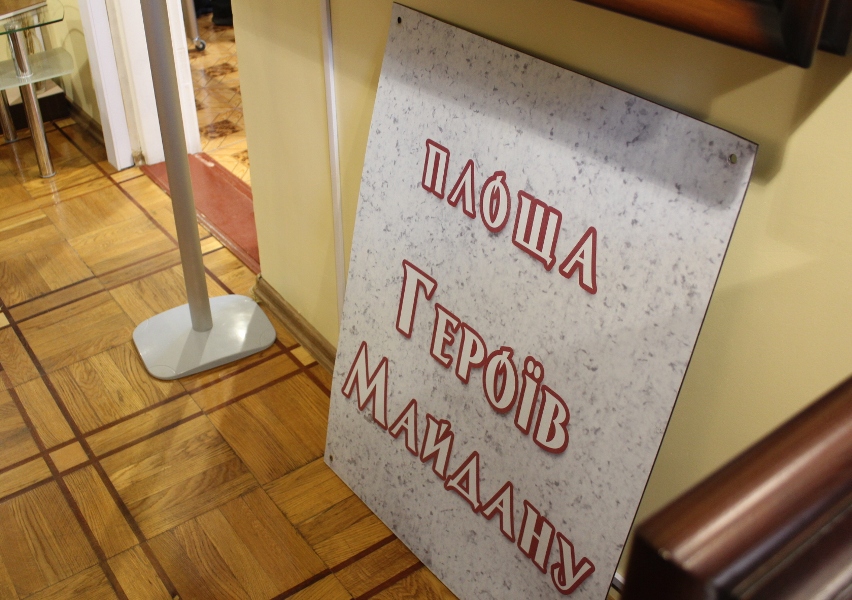 площа
Героїв
Майдану